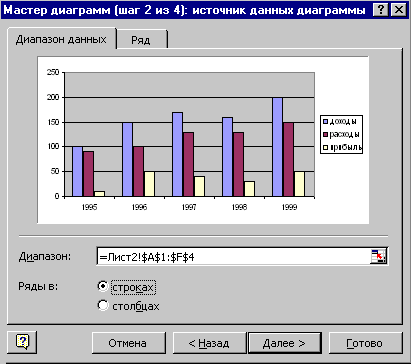 Мастер диаграмм (шаг 2 из 4): источник данных диаграммы
Диапазон данных
Ряд
250
200
150
100
50
0
1995 1996 1997 1998 1999
доходы
расходы
прибыль
Диапазон: =Лист2!$A$1:$F$4
Ряды в: строках
столбцах
Отмена < Назад Далее > Готово